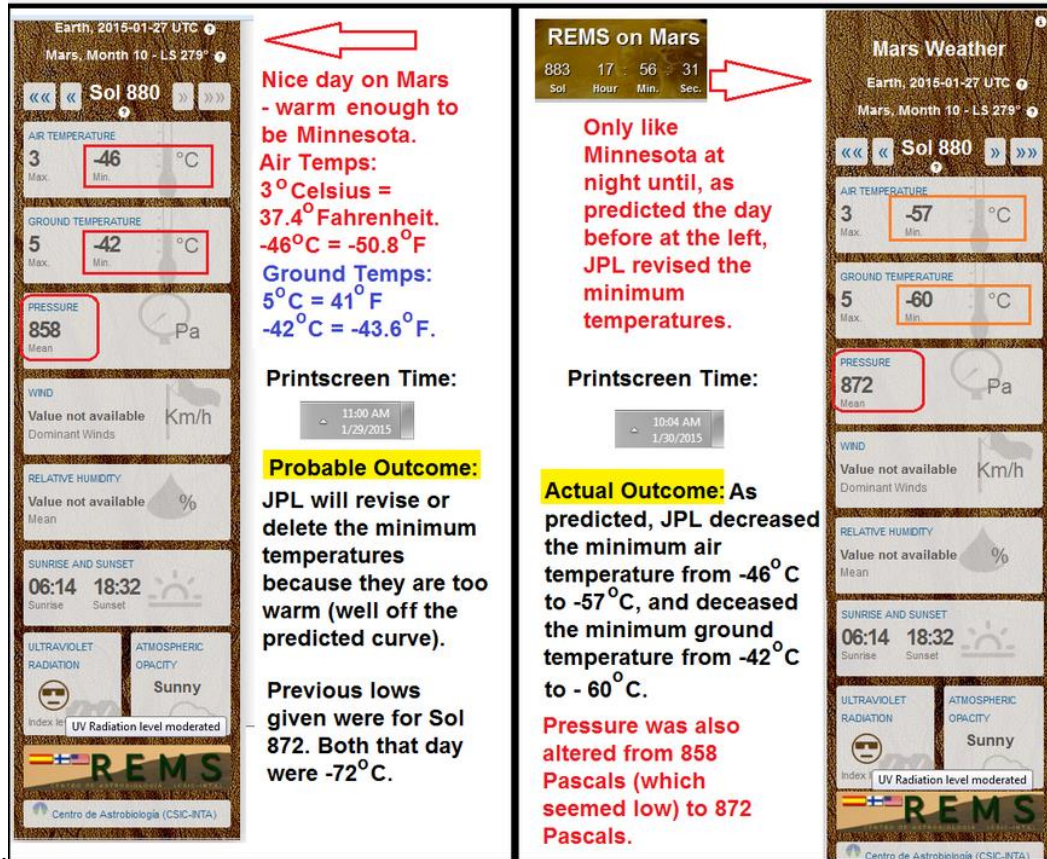 Earth, 2015-01-27 UTC ?
Mars, Month 10 - LS 279° ?
«« « Sol 880 » »»
?
AIR TEMPERATURE
3 -46 °C
Max. Min.
GROUND TEMPERATURE
5 -42 °C
Max. Min.
PRESSURE
858 Pa
Mean
WIND
Value not available Km/h
Dominant Winds
RELATIVE HUMIDITY
Value not available %
Mean
SUNRISE AND SUNSET
06:14 18:32
Sunrise Sunset
ULTRAVIOLET
RADIATION
ATMOSPHERIC
OPACITY
Sunny
Index
UV Radiation level moderated
REMS
Centro de Astrobiología (CSIC-INTA)
Nice day on Mars
- warm enough to
be Minnesota.
Air Temps:
3°Celsius =
37.4°Fahrenheit.
-46°C = -50.8°F
Ground Temps:
5°C = 41°F
-42°C = -43.6°F.
Printscreen Time:
11:00 AM
1/29/2015
Probable Outcome:
JPL will revise or
delete the minimum
temperatures
because they are too
warm (well off the
predicted curve).
Previous lows
given were for Sol
872. Both that day
were -72°C.
REMS on Mars
883 17 : 56 : 31
Sol Hour Min. Sec.
Only like
Minnesota at
night until, as
predicted the day
before at the left,
JPL revised the
minimum
temperatures.
Printscreen Time:
10:04 AM
1/30/2015
Actual Outcome: As
predicted, JPL decreased
the minimum air
temperature from -46°C
to -57°C, and deceased
the minimum ground
temperature from -42°C
to - 60°C.
Pressure was also
altered from 858
Pascals (which
seemed low) to 872
Pascals.
Mars Weather
Earth, 2015-01-27 UTC ?
Mars, Month 10 - LS 279° ?
«« « Sol 880 » »»
?
AIR TEMPERATURE
3 -57 °C
Max. Min.
GROUND TEMPERATURE
5 -60 °C
Max. Min.
PRESSURE
872 Pa
Mean
WIND
Value not available Km/h
Dominant Winds
RELATIVE HUMIDITY
Value not available %
Mean
SUNRISE AND SUNSET
06:14 18:32
Sunrise Sunset
ULTRAVIOLET
RADIATION
ATMOSPHERIC
OPACITY
Sunny
Index
UV Radiation level moderated
REMS
Centro de Astrobiología (CSIC-INTA)